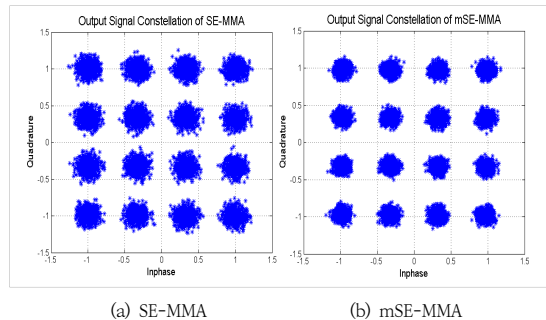 Output Signal Constellation of SE-MMA
1.5
1
0.5
0
-0.5
-1
-1.5
-1.5 -1 -0.5 0 0.5 1 1.5
Quadrature
Inphase
Output Signal Constellation of mSE-MMA
1.5
1
0.5
0
-0.5
-1
-1.5
-1.5 -1 -0.5 0 0.5 1 1.5
Quadrature
Inphase
(a) SE-MMA
(b) mSE-MMA